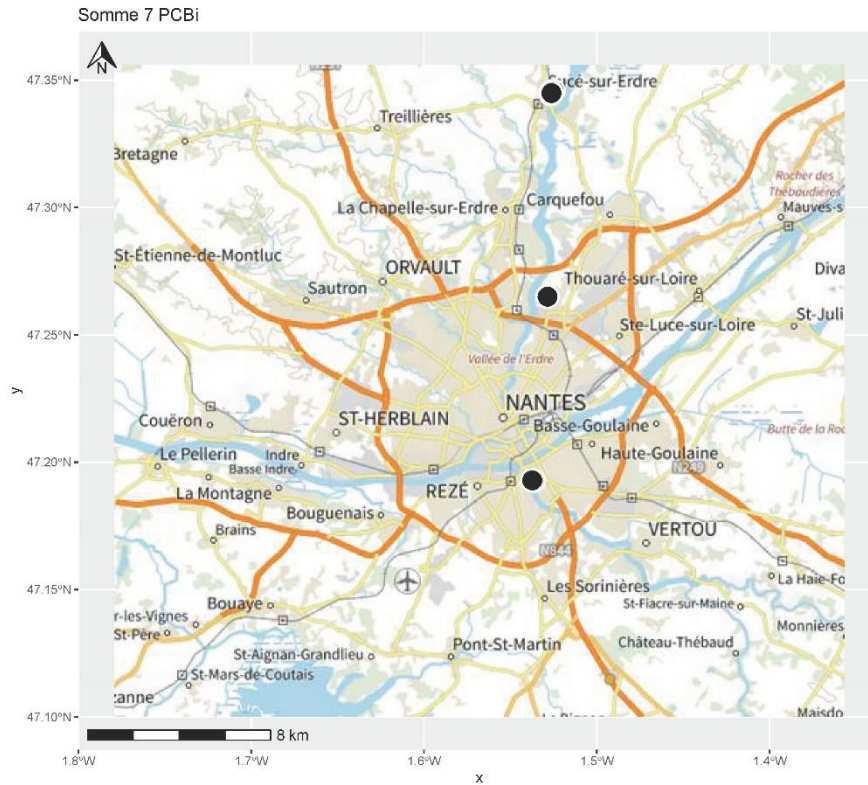 Somme 7 PCBi
N
47.35°N
Sucé-sur-Erdre
Treillières
Bretagne
Rocher des
Thébaudières
47.30°N
La Chapelle-sur-Erdre
Carquefou
Mauves-s
St-Étienne-de-Montluc
ORVAULT
Thouaré-sur-Loire
Diva
Sautron
47.25°N
Ste-Luce-sur-Loire
St-Juli
Vallée de l'Erdre
y
NANTES
Couëron
ST-HERBLAIN
Basse-Goulaine
Butte de la Roc
Le Pellerin
Indre
Haute-Goulaine
47.20°N
Basse Indre
N249
La Montagne
REZÉ
Bouguenais
Brains
VERTOU
N844
47.15°N
Les Sorinières
La Haie-Fo
Bouaye
St-Fiacre-sur-Maine
r-les-Vignes
Monnières
St-Père
Pont-St-Martin
Château-Thébaud
St-Aignan-Grandlieu
St-Mars-de-Coutais
zanne
Maisdo
47.10°N
8 km
1.8°W
1.7°W
1.6°W
1.5°W
1.4°W
x